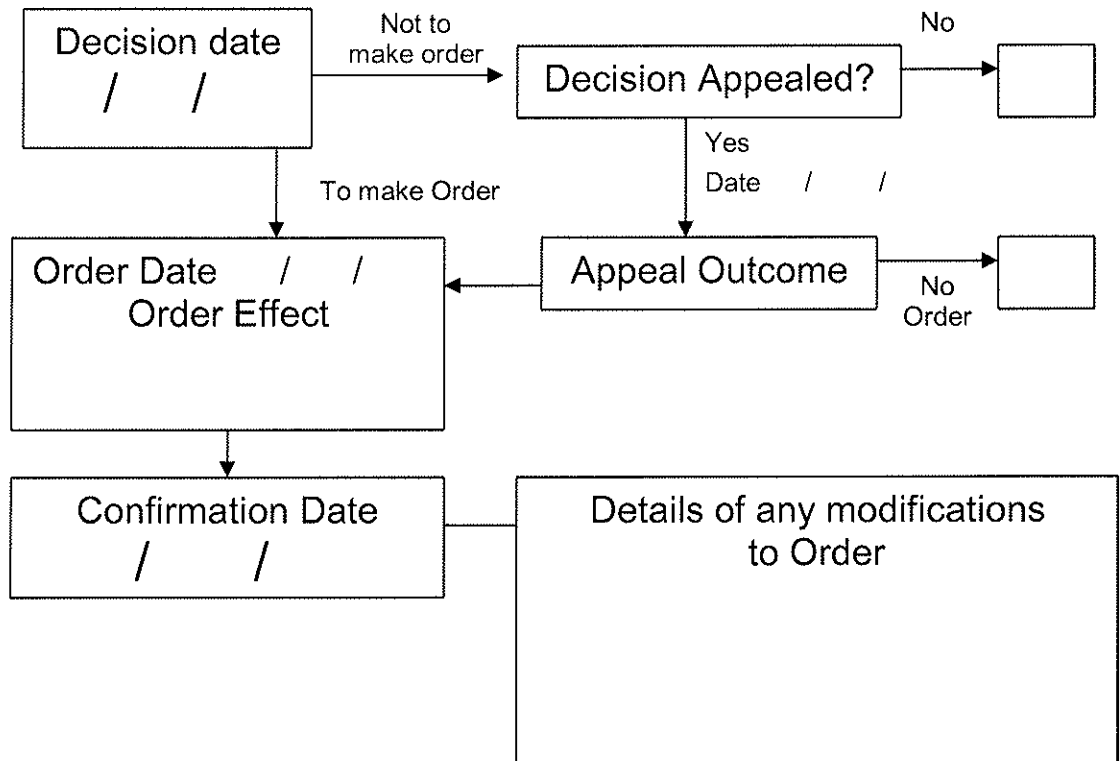 Decision date
/ /
Not to
make order
Decision Appealed?
No
Yes
Date / /
To make Order
Order Date / /
Order Effect
Appeal Outcome
No
Order
Confirmation Date
/ /
Details of any modifications
to Order